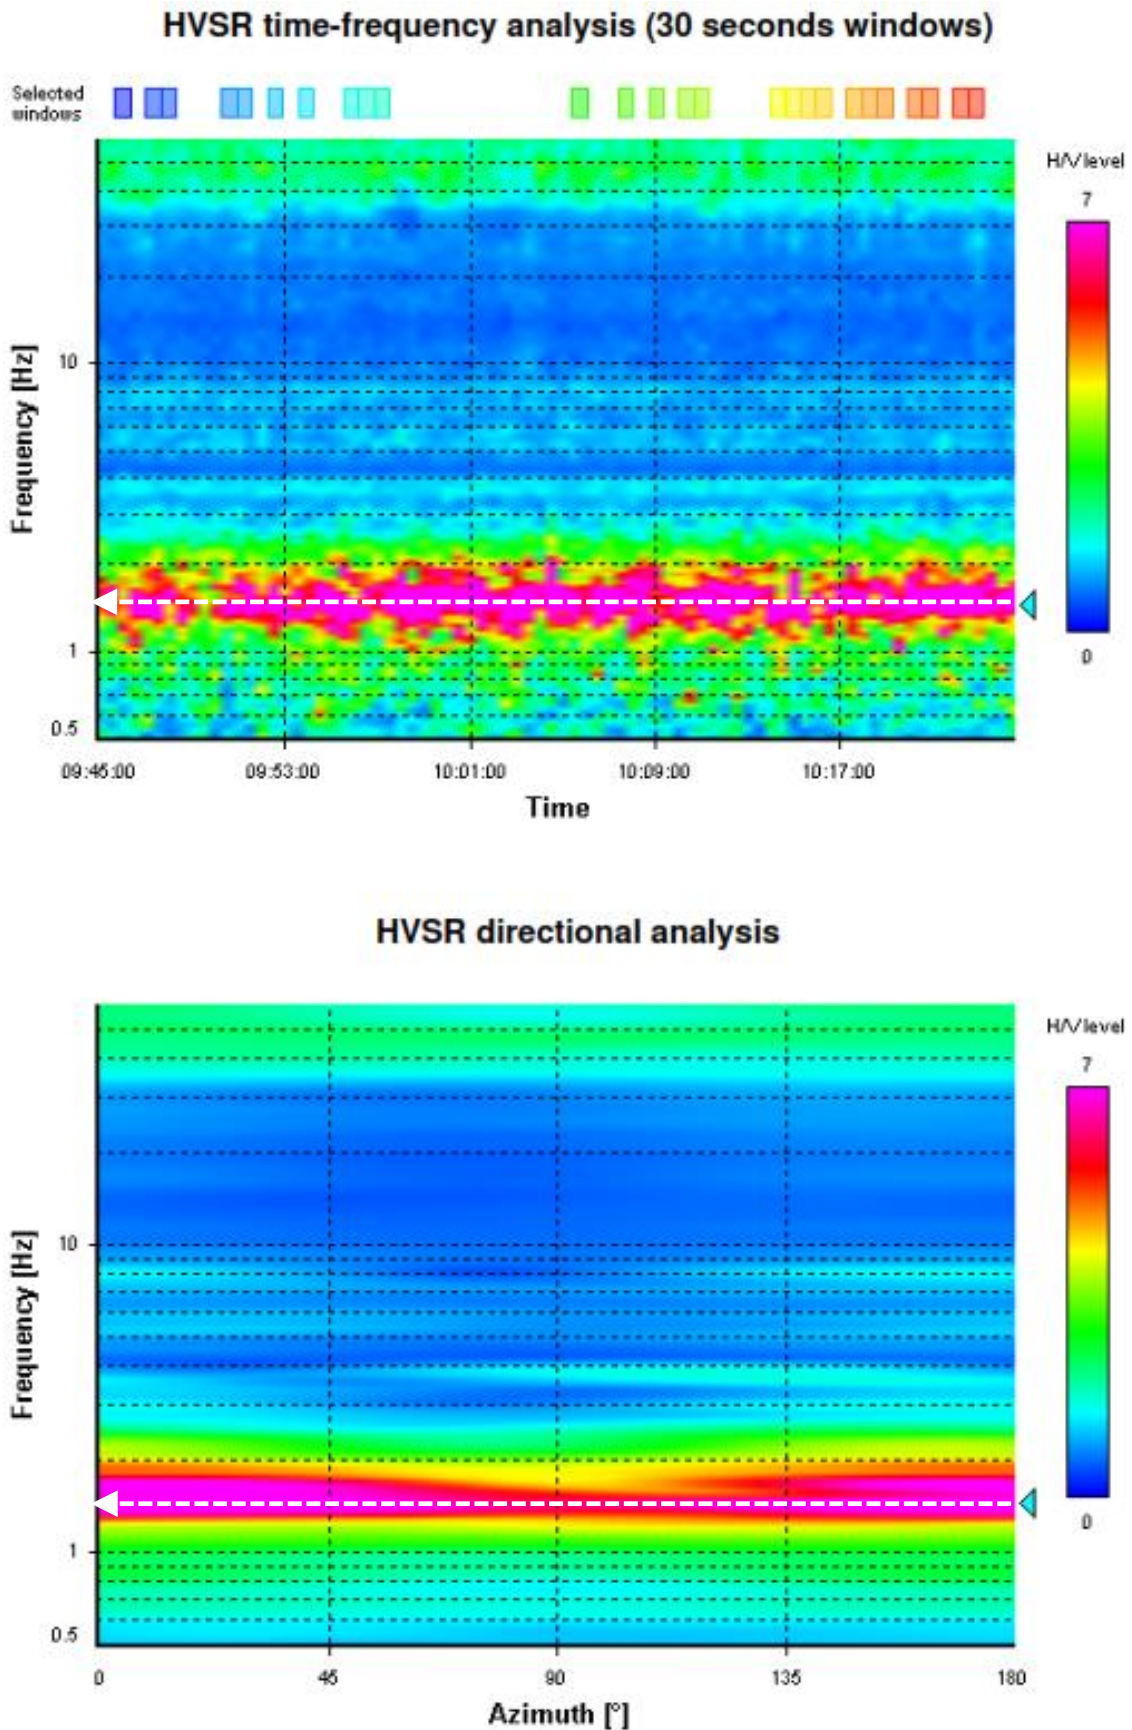 HVSR time-frequency analysis (30 seconds windows)
Selected
windows
H/V level
7
0
Frequency [Hz]
10
1
0.5
09:45:00 09:53:00 10:01:00 10:09:00 10:17:00
Time
HVSR directional analysis
H/V level
7
0
Frequency [Hz]
10
1
0.5
0 45 90 135 180
Azimuth [°]